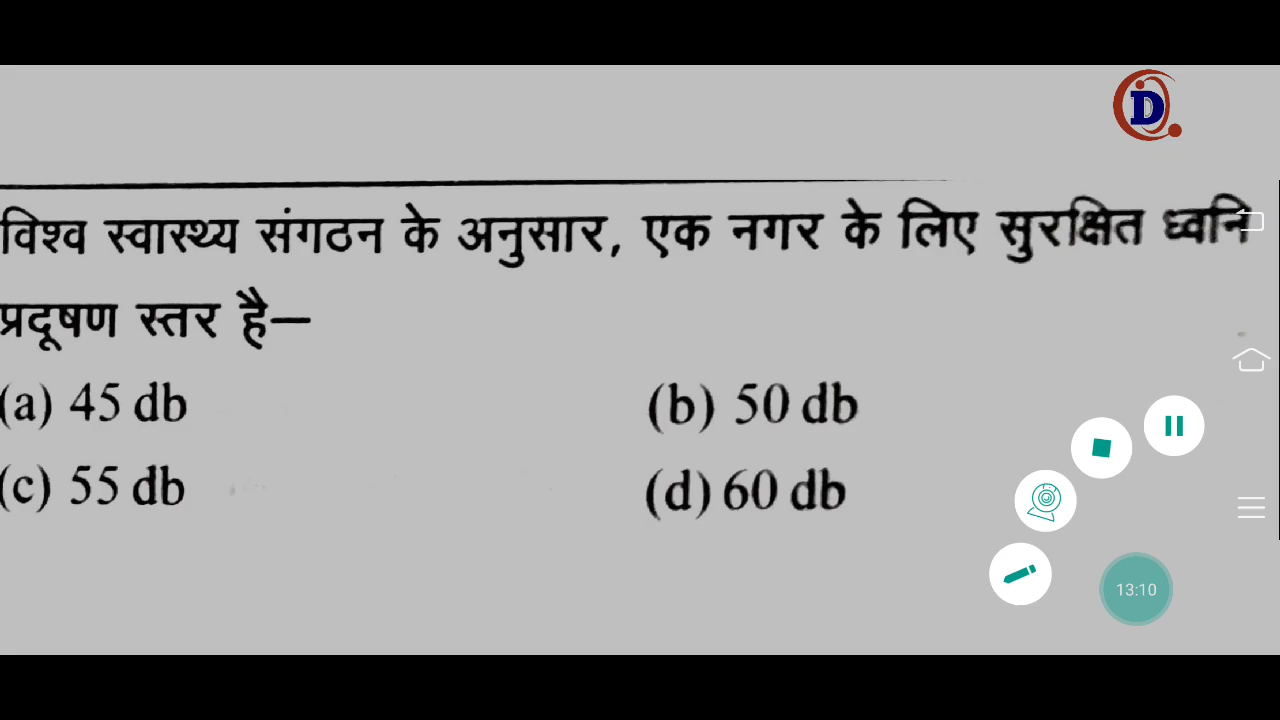 D
विश्व स्वास्थ्य संगठन के अनुसार, एक नगर के लिए सुरक्षित ध्वनि
प्रदूषण स्तर है—
(a) 45 db (b) 50 db
(c) 55 db (d) 60 db
13:10